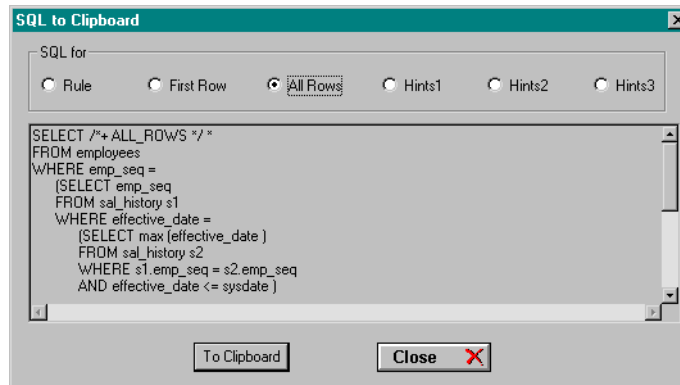 SQL to Clipboard
SQL for
Rule First Row All Rows Hints1 Hints2 Hints3
SELECT /*+ ALL_ROWS */ *
FROM employees
WHERE emp_seq =
(SELECT emp_seq
FROM sal_history s1
WHERE effective_date =
(SELECT max (effective_date )
FROM sal_history s2
WHERE s1.emp_seq = s2.emp_seq
AND effective_date <= sysdate )
To Clipboard Close